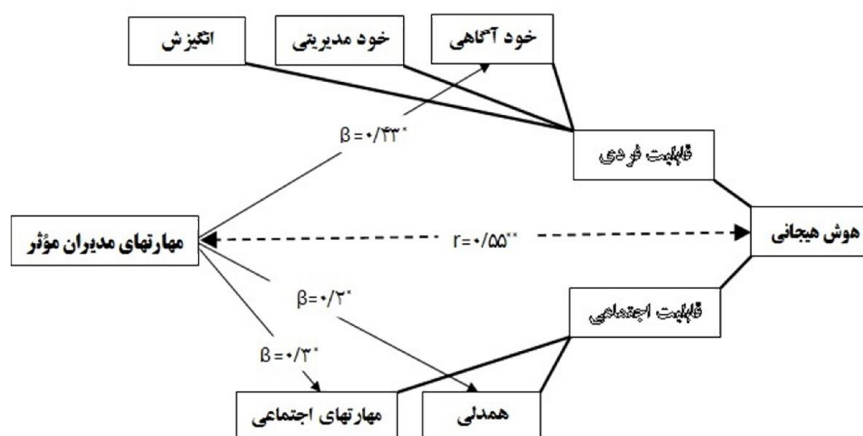 خود آگاهی
خود مدیریتی
انگیزش
β=۰/۴۳*
قابلیت فردی
هوش هیجانی
r=۰/۵۵**
مهارتهای مدیران مؤثر
β=۰/۳*
قابلیت اجتماعی
β=۰/۳*
همدلی
مهارتهای اجتماعی